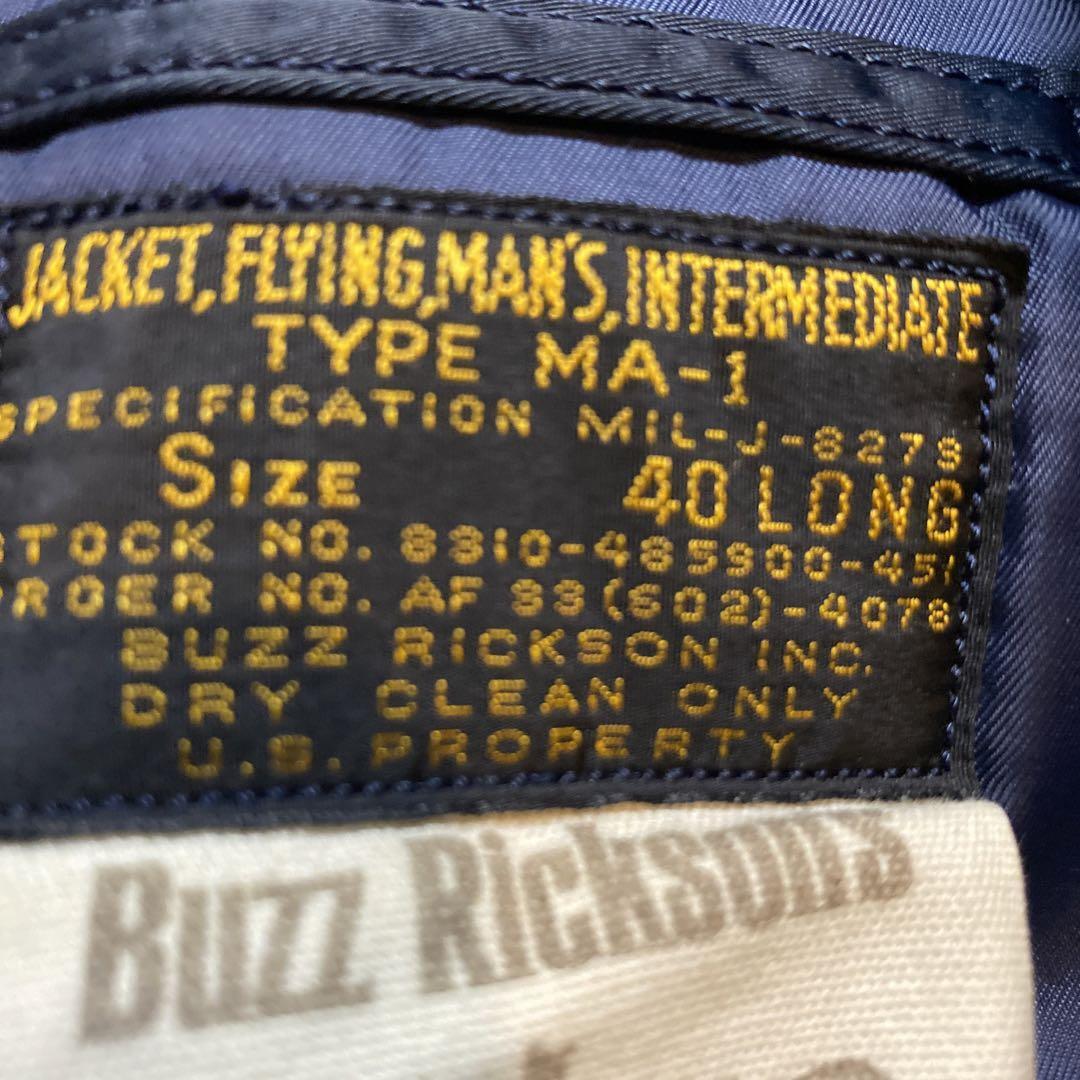 JACKET, FLYING, MAN'S, INTERMEDIATE
TYPE MA-1
SPECIFICATION MIL-J-8279
SIZE 40 LONG
STOCK NO. 8310-485900-451
ORDER NO. AF 33(602)-4078
BUZZ RICKSON INC.
DRY CLEAN ONLY
U.S. PROPERTY
BUZZ RICKSON'S